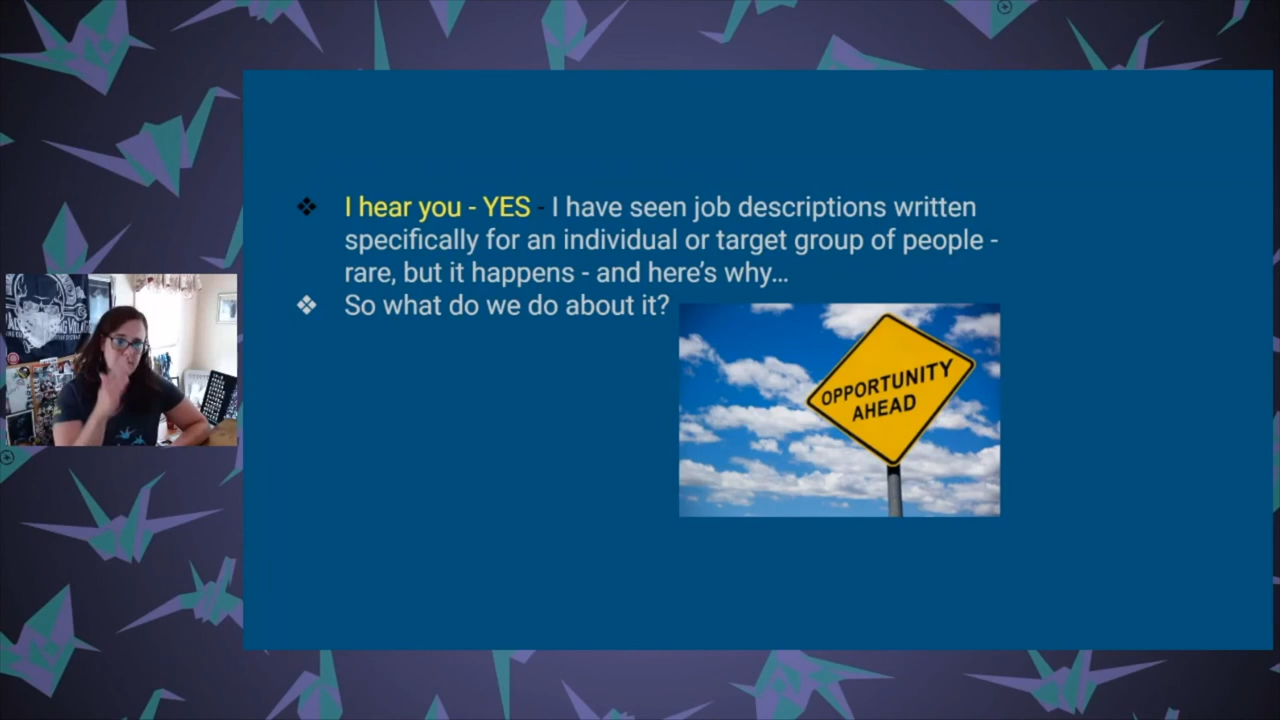 ❖ I hear you - YES - I have seen job descriptions written
specifically for an individual or target group of people -
rare, but it happens - and here's why...
❖ So what do we do about it?
OPPORTUNITY
AHEAD